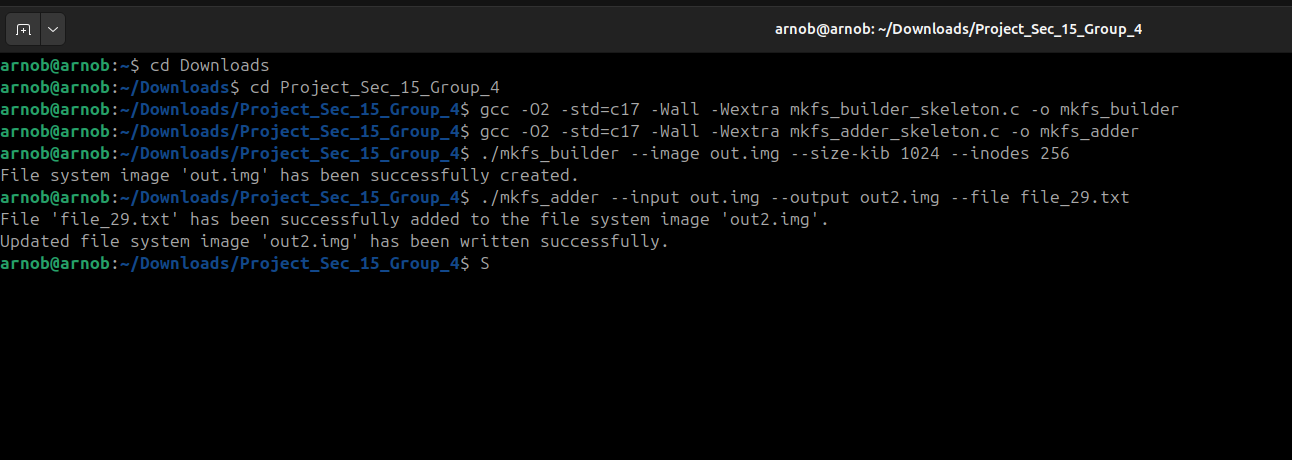 arnob@arnob: ~/Downloads/Project_Sec_15_Group_4
arnob@arnob:~$ cd Downloads
arnob@arnob:~/Downloads$ cd Project_Sec_15_Group_4
arnob@arnob:~/Downloads/Project_Sec_15_Group_4$ gcc -O2 -std=c17 -Wall -Wextra mkfs_builder_skeleton.c -o mkfs_builder
arnob@arnob:~/Downloads/Project_Sec_15_Group_4$ gcc -O2 -std=c17 -Wall -Wextra mkfs_adder_skeleton.c -o mkfs_adder
arnob@arnob:~/Downloads/Project_Sec_15_Group_4$ ./mkfs_builder --image out.img --size-kib 1024 --inodes 256
File system image 'out.img' has been successfully created.
arnob@arnob:~/Downloads/Project_Sec_15_Group_4$ ./mkfs_adder --input out.img --output out2.img --file file_29.txt
File 'file_29.txt' has been successfully added to the file system image 'out2.img'.
Updated file system image 'out2.img' has been written successfully.
arnob@arnob:~/Downloads/Project_Sec_15_Group_4$ S